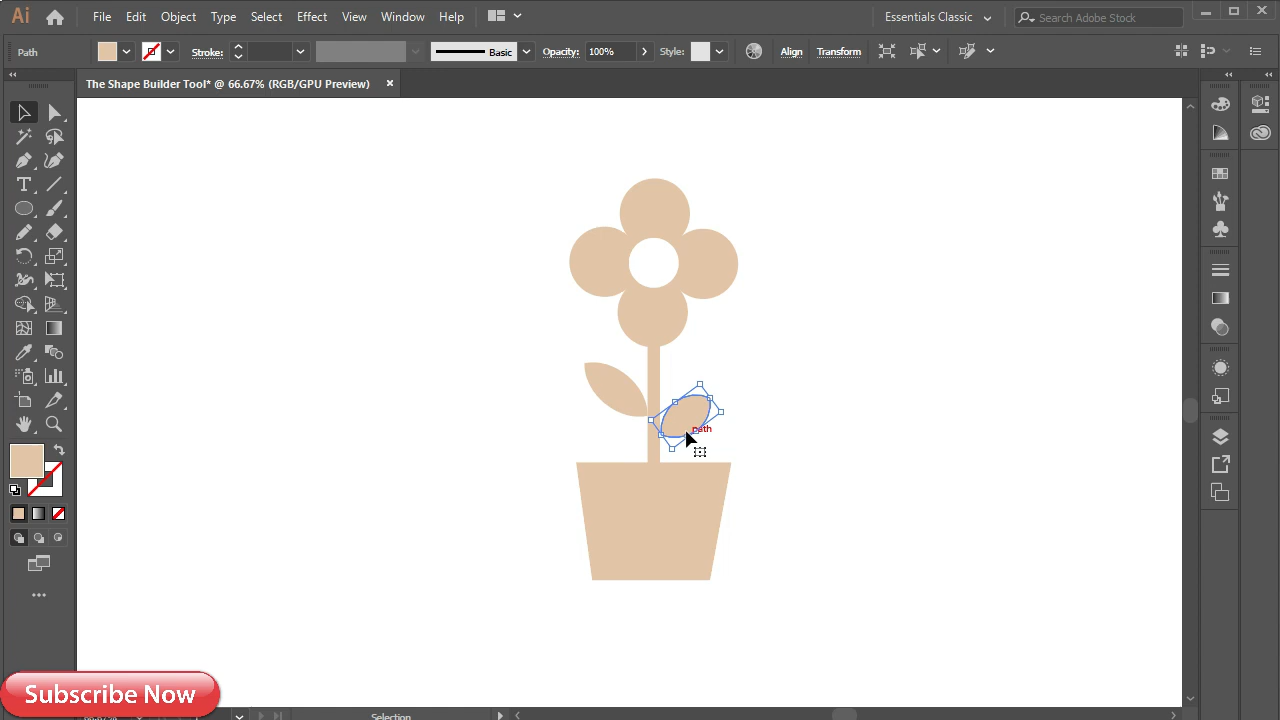 Ai File Edit Object Type Select Effect View Window Help Essentials Classic Search Adobe Stock
Path Stroke: Basic Opacity: 100% Style: Align Transform
The Shape Builder Tool* @ 66.67% (RGB/GPU Preview)
path
Subscribe Now
Selection